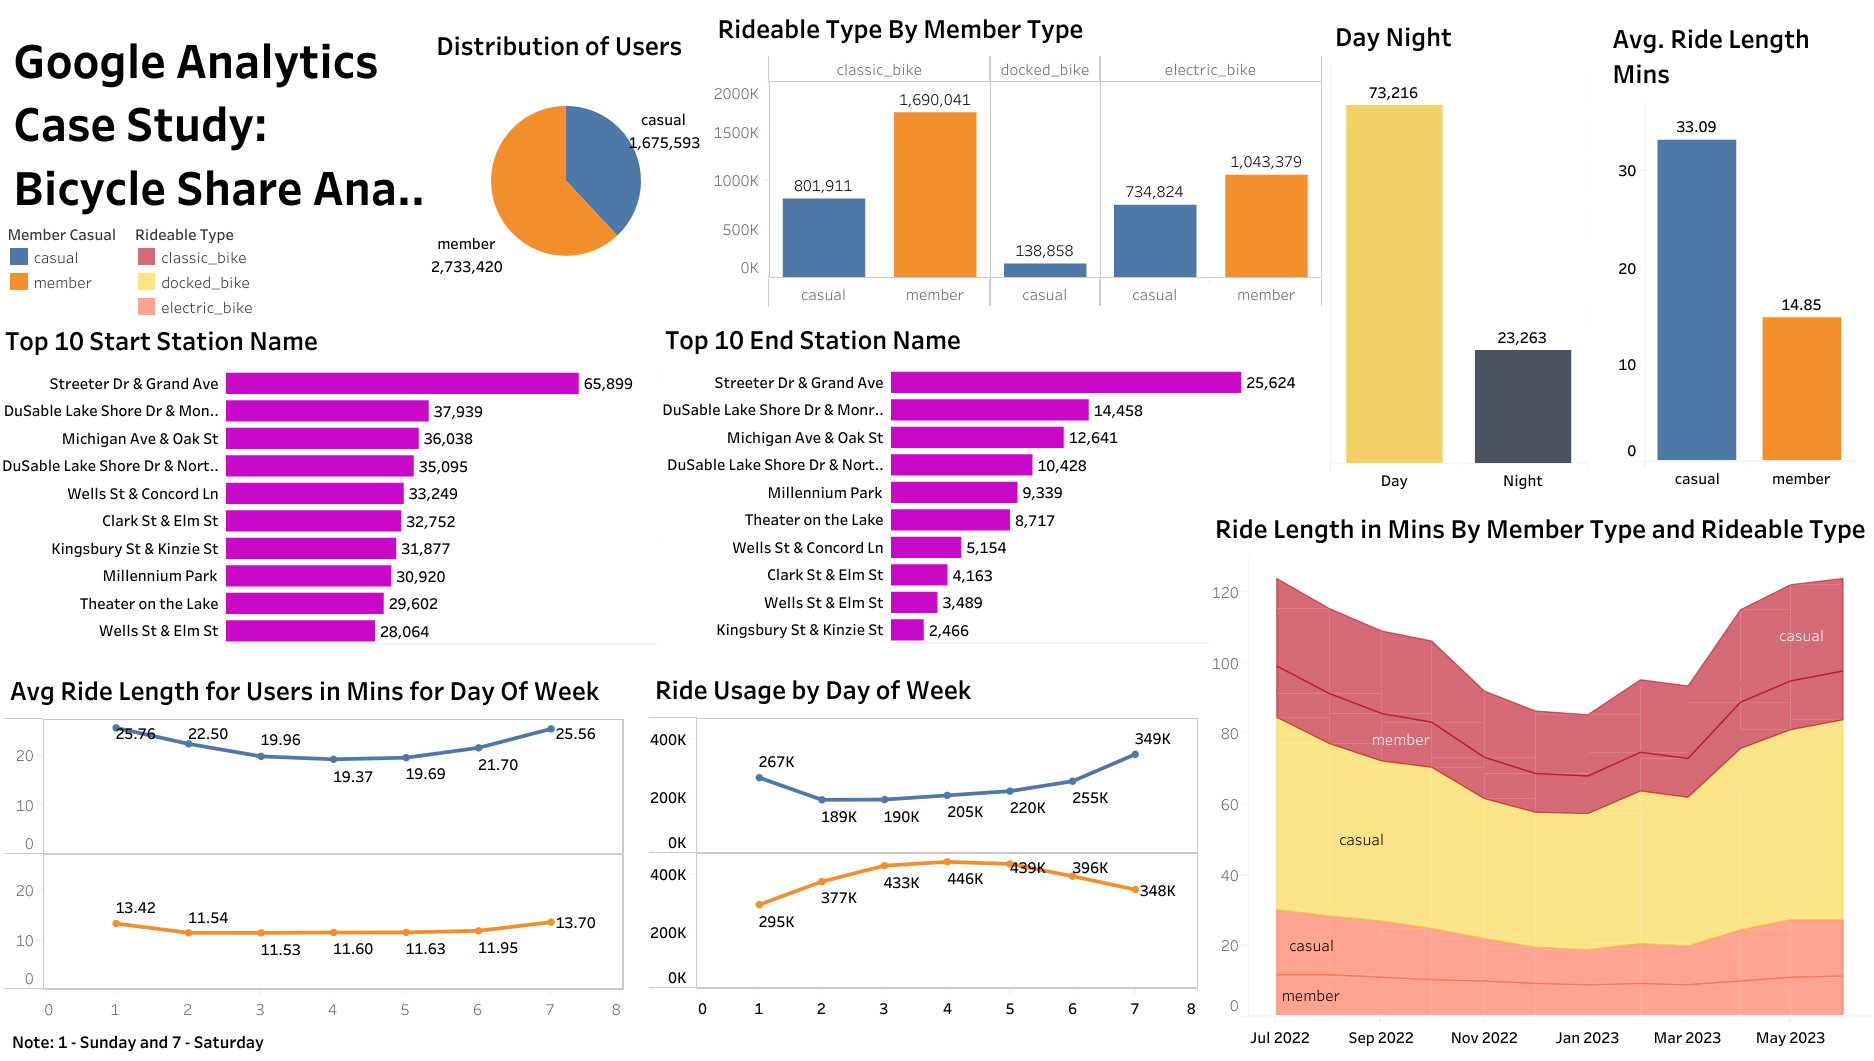 Google Analytics
Case Study:
Bicycle Share Ana..
Member Casual
casual
member
Rideable Type
classic_bike
docked_bike
electric_bike
Distribution of Users
casual
1,675,593
member
2,733,420
Rideable Type By Member Type
classic_bike docked_bike electric_bike
2000K
1500K
1000K
500K
0K
801,911
1,690,041
138,858
734,824
1,043,379
casual member casual casual member
Day Night
73,216
23,263
Day Night
Avg. Ride Length
Mins
30
20
10
0
33.09
14.85
casual member
Top 10 Start Station Name
Streeter Dr & Grand Ave 65,899
DuSable Lake Shore Dr & Mon.. 37,939
Michigan Ave & Oak St 36,038
DuSable Lake Shore Dr & Nort.. 35,095
Wells St & Concord Ln 33,249
Clark St & Elm St 32,752
Kingsbury St & Kinzie St 31,877
Millennium Park 30,920
Theater on the Lake 29,602
Wells St & Elm St 28,064
Top 10 End Station Name
Streeter Dr & Grand Ave 25,624
DuSable Lake Shore Dr & Monr.. 14,458
Michigan Ave & Oak St 12,641
DuSable Lake Shore Dr & Nort.. 10,428
Millennium Park 9,339
Theater on the Lake 8,717
Wells St & Concord Ln 5,154
Clark St & Elm St 4,163
Wells St & Elm St 3,489
Kingsbury St & Kinzie St 2,466
Avg Ride Length for Users in Mins for Day Of Week
20
10
0
25.76 22.50 19.96 19.37 19.69 21.70 25.56
20
10
0
13.42 11.54 11.53 11.60 11.63 11.95 13.70
0 1 2 3 4 5 6 7 8
Note: 1 - Sunday and 7 - Saturday
Ride Usage by Day of Week
400K
200K
0K
267K 189K 190K 205K 220K 255K 349K
400K
200K
0K
295K 377K 433K 446K 439K 396K 348K
0 1 2 3 4 5 6 7 8
Ride Length in Mins By Member Type and Rideable Type
120
100
80
60
40
20
0
casual
member
casual
casual
member
Jul 2022 Sep 2022 Nov 2022 Jan 2023 Mar 2023 May 2023